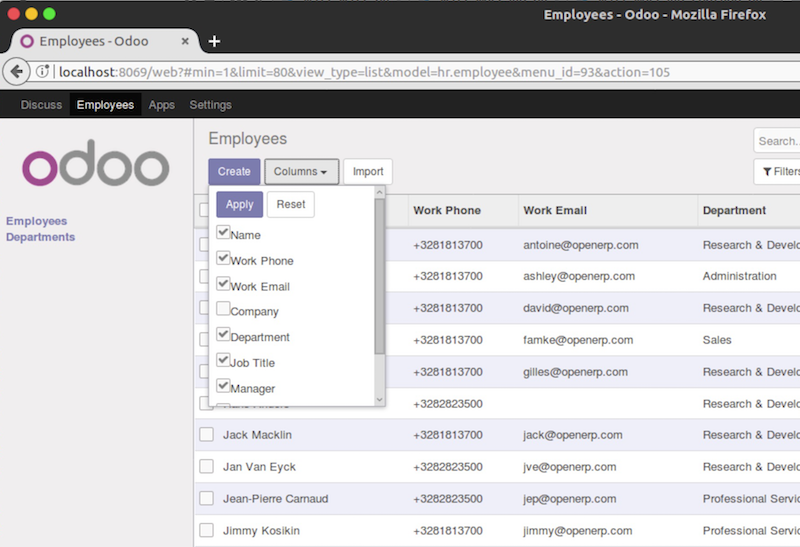 Employees - Odoo - Mozilla Firefox
Employees - Odoo × +
localhost:8069/web?#min=1&limit=80&view_type=list&model=hr.employee&menu_id=93&action=105
Discuss Employees Apps Settings
odoo
Employees
Departments
Employees
Search...
Create Columns Import
Filters
Apply Reset
Name
Work Phone
Work Email
Company
Department
Job Title
Manager
Work Phone Work Email Department
+3281813700 antoine@openerp.com Research & Develo
+3281813700 ashley@openerp.com Administration
+3281813700 david@openerp.com Research & Develo
+3281813700 famke@openerp.com Sales
+3281813700 gilles@openerp.com Research & Develo
+3282823500 Research & Develo
Jack Macklin +3281813700 jack@openerp.com Research & Develo
Jan Van Eyck +3282823500 jve@openerp.com Research & Develo
Jean-Pierre Carnaud +3282823500 jep@openerp.com Professional Servic
Jimmy Kosikin +3281813700 jimmy@openerp.com Professional Servic